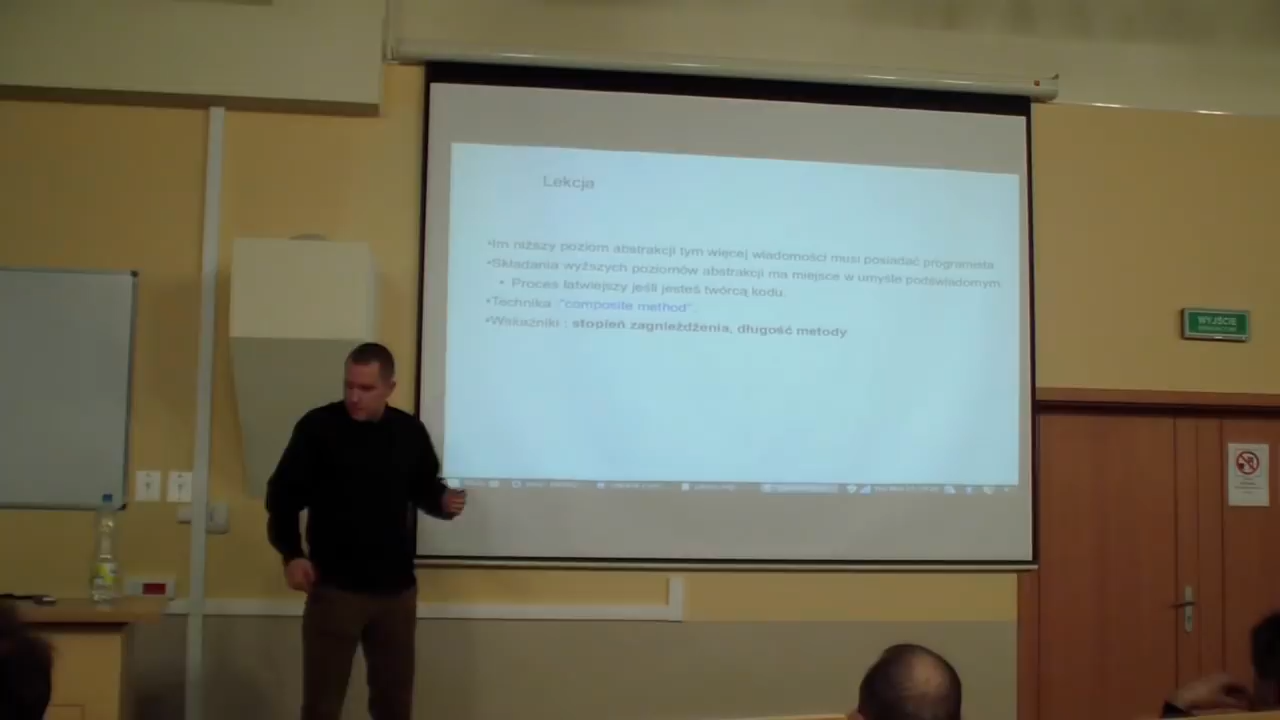 Lekcja
•Im niższy poziom abstrakcji tym więcej wiadomości musi posiadać programista.
•Składania wyższych poziomów abstrakcji ma miejsce w umyśle podświadomym.
• Proces łatwiejszy jeśli jesteś twórcą kodu.
•Technika "composite method".
•Wskaźniki : stopień zagnieżdżenia, długość metody
WYJŚCIE